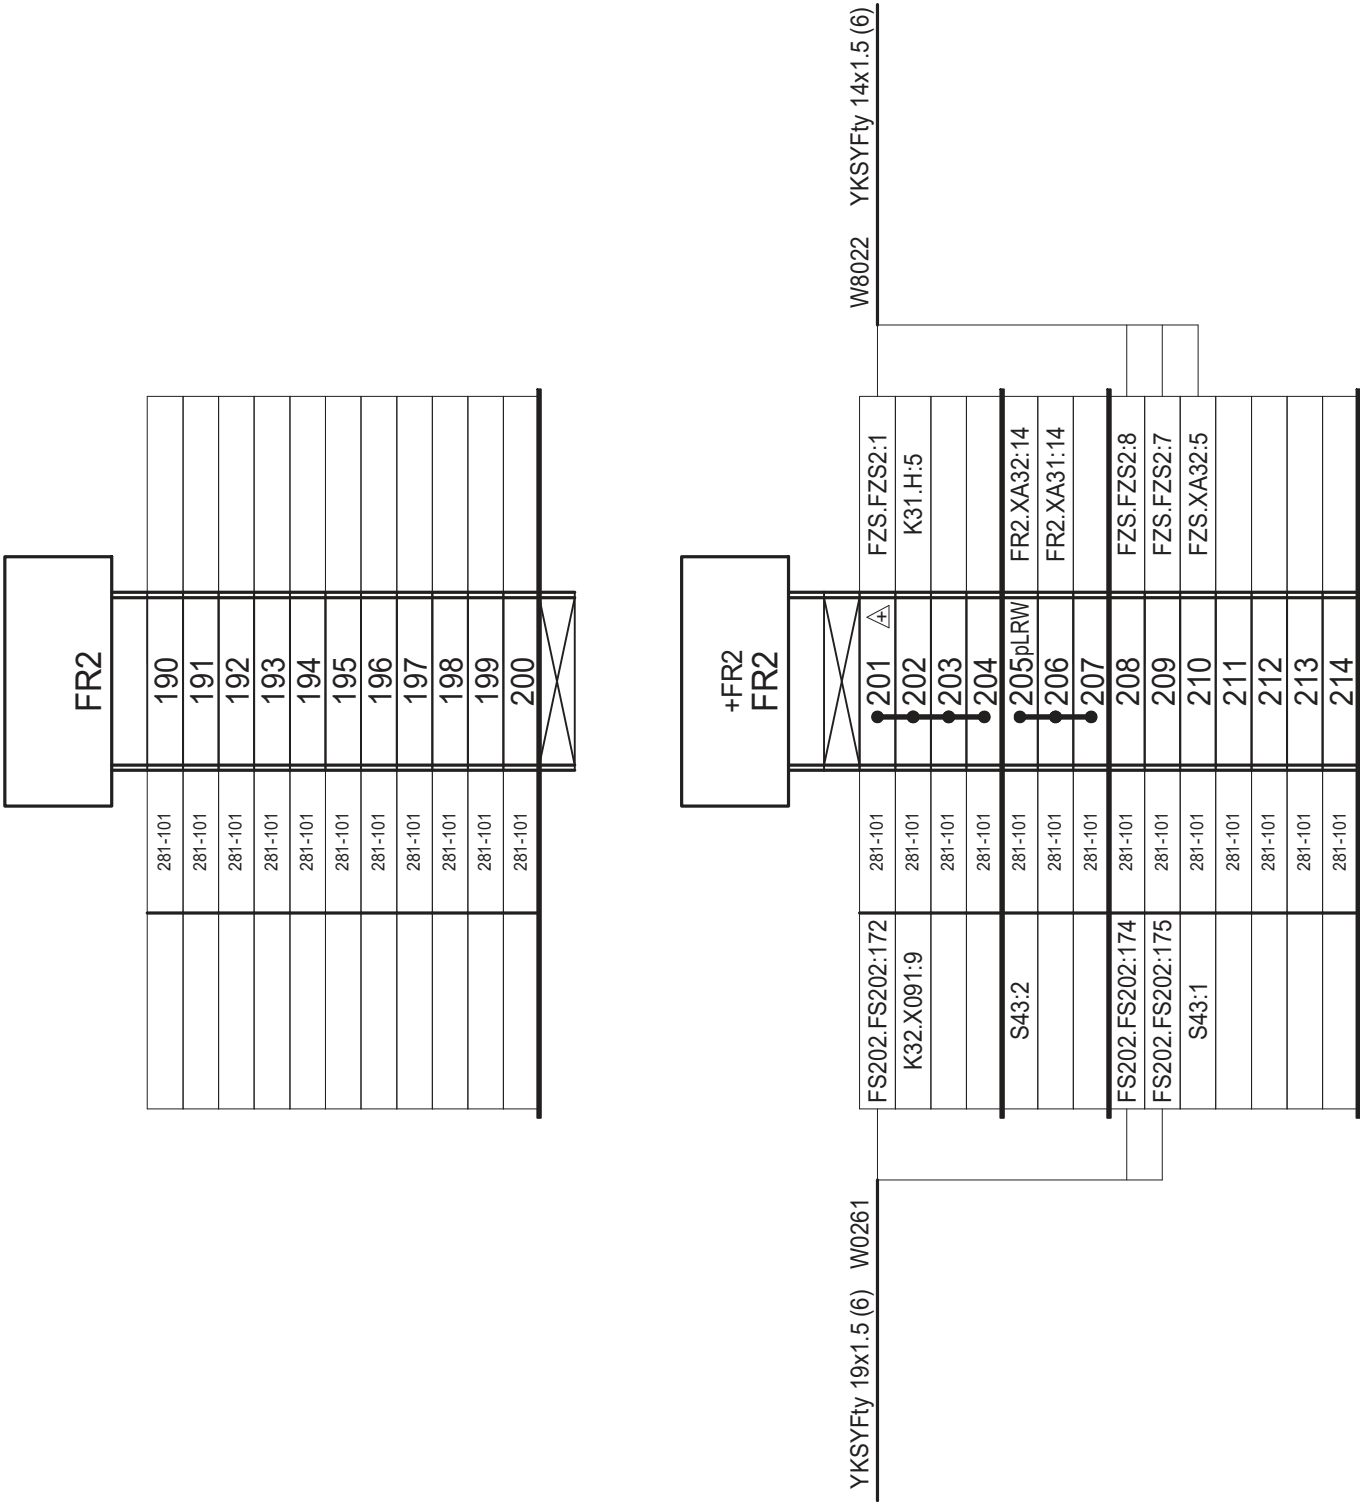 FR2
190 281-101
191 281-101
192 281-101
193 281-101
194 281-101
195 281-101
196 281-101
197 281-101
198 281-101
199 281-101
200 281-101
W8022 YKSYFty 14x1.5 (6)
+FR2
FR2
YKSYFty 19x1.5 (6) W0261
FS202.FS202:172 281-101 201 + FZS.FZS2:1
K32.X091:9 281-101 202 K31.H:5
281-101 203
281-101 204
S43:2 281-101 205pLRW FR2.XA32:14
281-101 206 FR2.XA31:14
281-101 207
FS202.FS202:174 281-101 208 FZS.FZS2:8
FS202.FS202:175 281-101 209 FZS.FZS2:7
S43:1 281-101 210 FZS.XA32:5
281-101 211
281-101 212
281-101 213
281-101 214